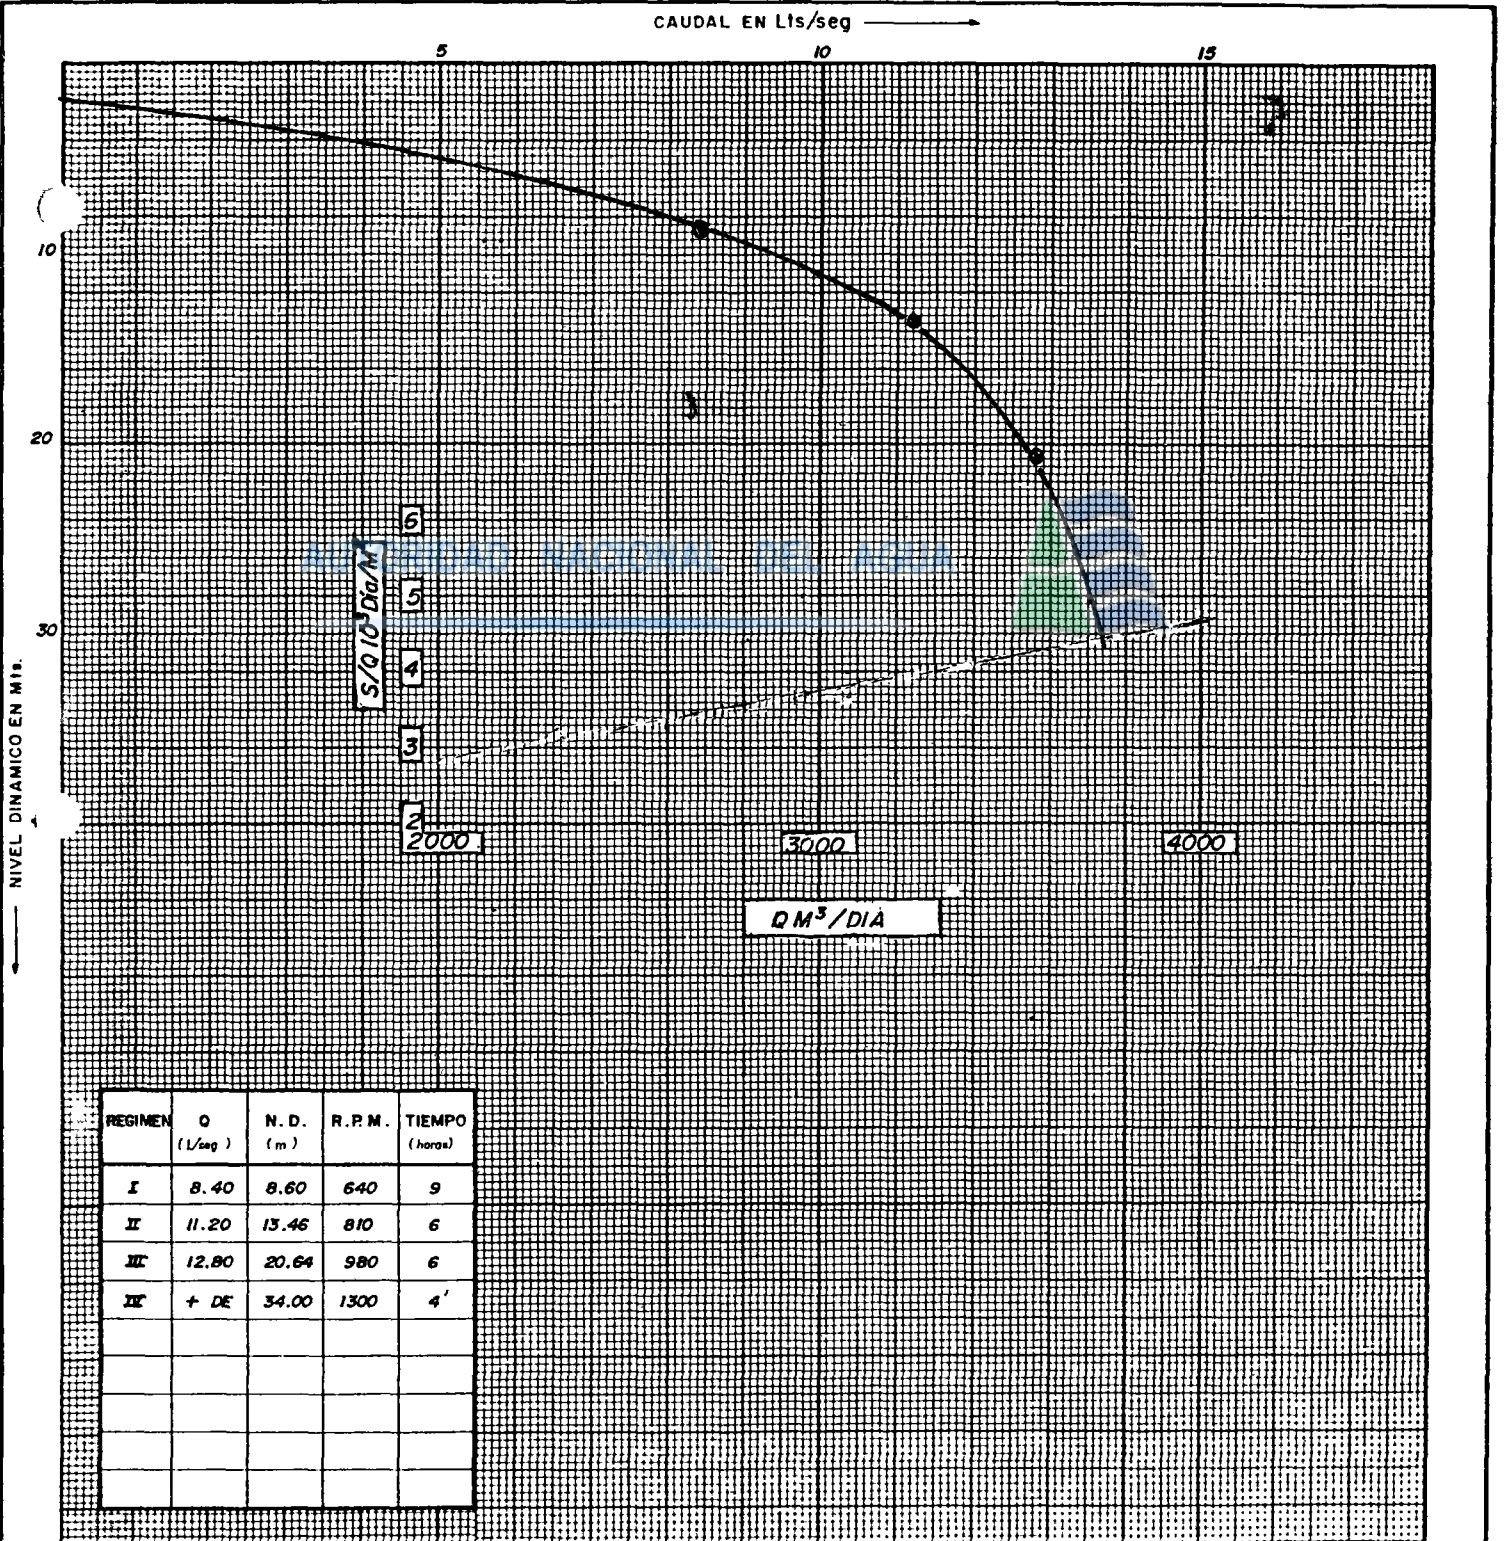 CAUDAL EN Lts/seg
5 10 15
10
20
30
NIVEL DINAMICO EN Mts.
AUTORIDAD NACIONAL DEL AGUA
S/Q 10⁻³ Día/M²
6
5
4
3
2
2000 3000 4000
Q M³/DIA
REGIMEN Q (L/seg) N. D. (m) R.P.M. TIEMPO (horas)
I 8.40 8.60 640 9
II 11.20 13.46 810 6
III 12.80 20.64 980 6
IV + DE 34.00 1300 4'